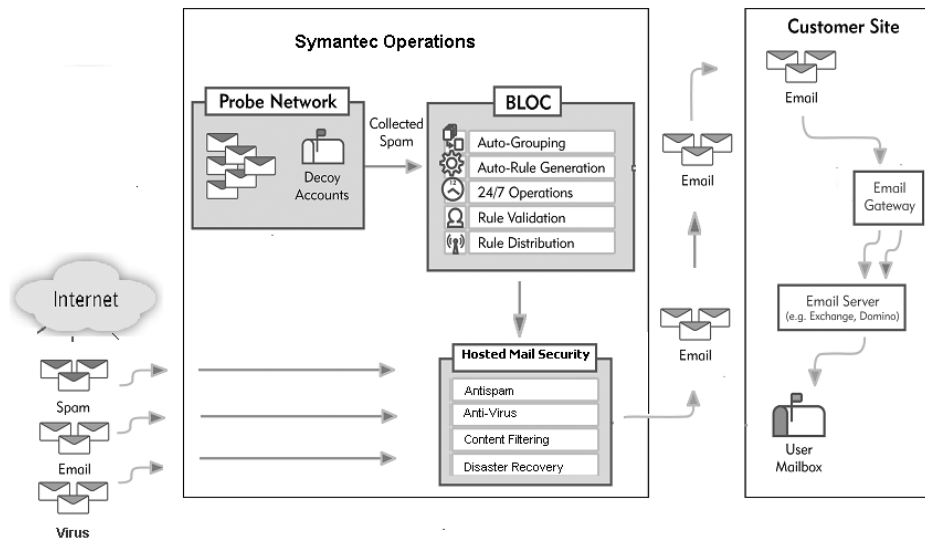 Symantec Operations
Customer Site
Probe Network
Decoy
Accounts
Collected
Spam
BLOC
Auto-Grouping
Auto-Rule Generation
12
24/7 Operations
Rule Validation
Rule Distribution
Internet
Spam
Email
Virus
Hosted Mail Security
Antispam
Anti-Virus
Content Filtering
Disaster Recovery
Email
Email
Email
Email
Gateway
Email Server
(e.g. Exchange, Domino)
User
Mailbox